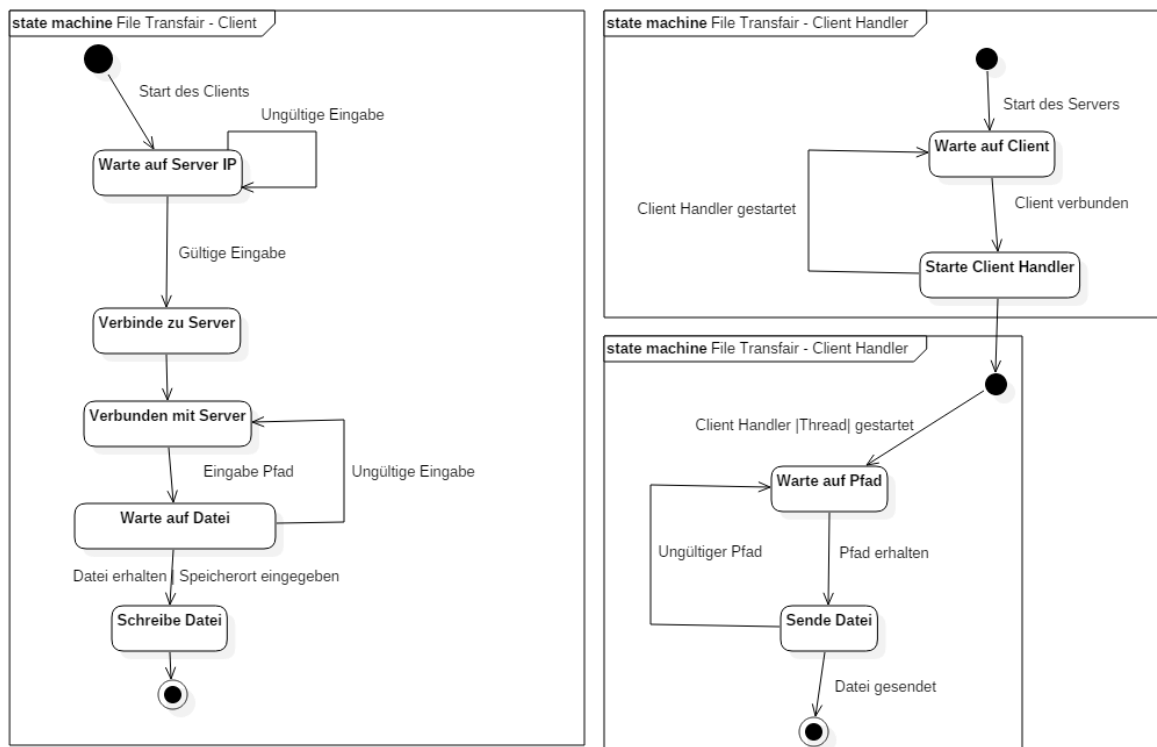 state machine File Transfair - Client
Start des Clients
Ungültige Eingabe
Warte auf Server IP
Gültige Eingabe
Verbinde zu Server
Verbunden mit Server
Eingabe Pfad
Ungültige Eingabe
Warte auf Datei
Datei erhalten | Speicherort eingegeben
Schreibe Datei
state machine File Transfair - Client Handler
Start des Servers
Warte auf Client
Client Handler gestartet
Client verbunden
Starte Client Handler
state machine File Transfair - Client Handler
Client Handler |Thread| gestartet
Warte auf Pfad
Ungültiger Pfad
Pfad erhalten
Sende Datei
Datei gesendet